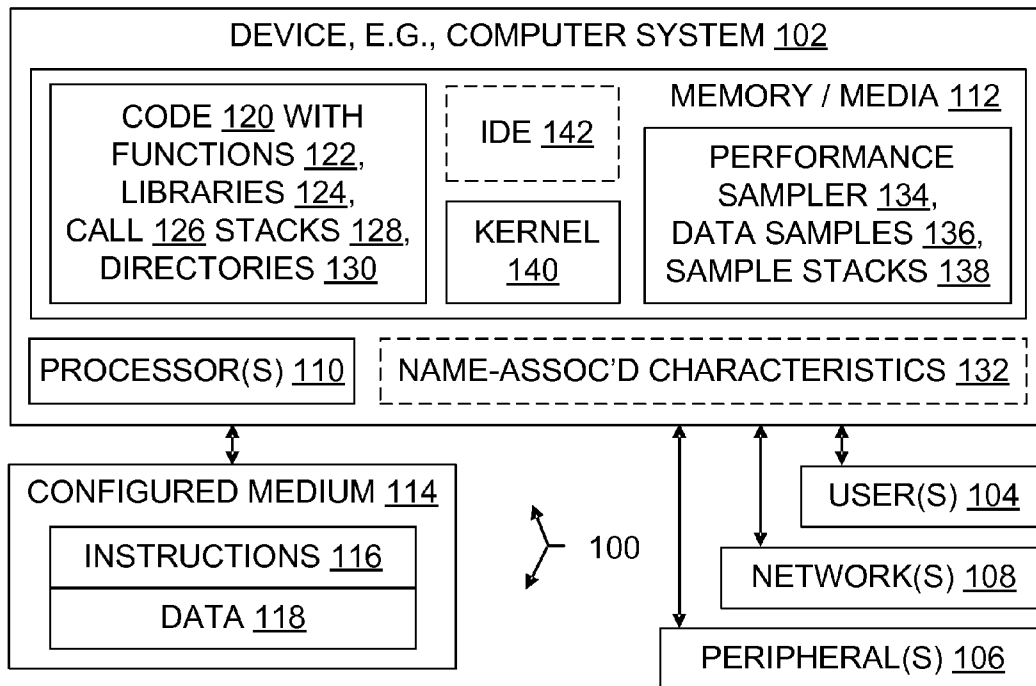 DEVICE, E.G., COMPUTER SYSTEM 102
CODE 120 WITH
FUNCTIONS 122,
LIBRARIES 124,
CALL 126 STACKS 128,
DIRECTORIES 130
IDE 142
KERNEL
140
MEMORY / MEDIA 112
PERFORMANCE
SAMPLER 134,
DATA SAMPLES 136,
SAMPLE STACKS 138
PROCESSOR(S) 110
NAME-ASSOC'D CHARACTERISTICS 132
CONFIGURED MEDIUM 114
INSTRUCTIONS 116
DATA 118
100
USER(S) 104
NETWORK(S) 108
PERIPHERAL(S) 106